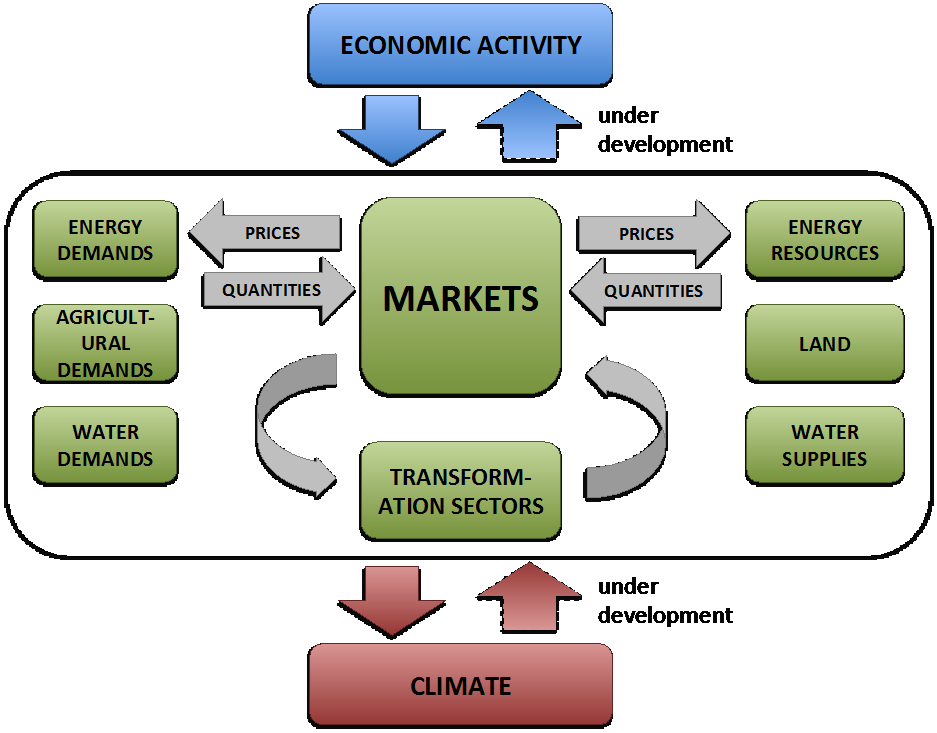 ECONOMIC ACTIVITY
under
development
ENERGY
DEMANDS
PRICES
QUANTITIES
MARKETS
PRICES
QUANTITIES
ENERGY
RESOURCES
AGRICULT-
URAL
DEMANDS
LAND
WATER
DEMANDS
TRANSFORM-
ATION SECTORS
WATER
SUPPLIES
under
development
CLIMATE